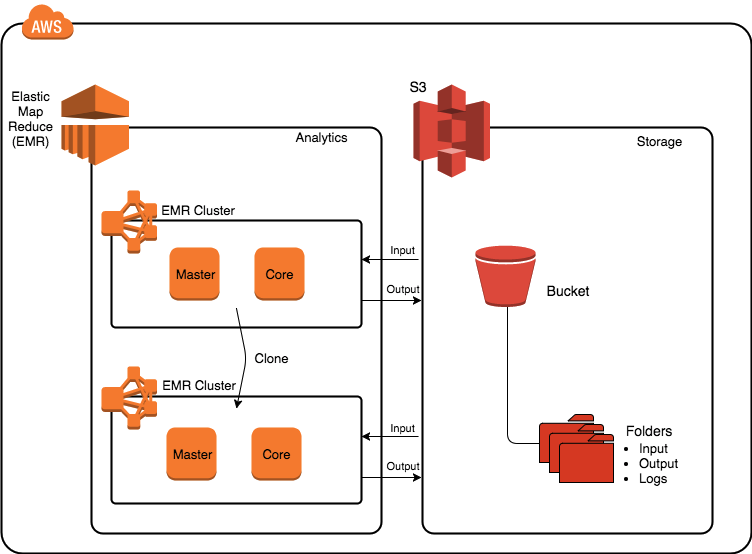 AWS
Elastic
Map
Reduce
(EMR)
Analytics
S3
Storage
EMR Cluster
Master
Core
Input
Output
Clone
EMR Cluster
Master
Core
Input
Output
Bucket
Folders
• Input
• Output
• Logs